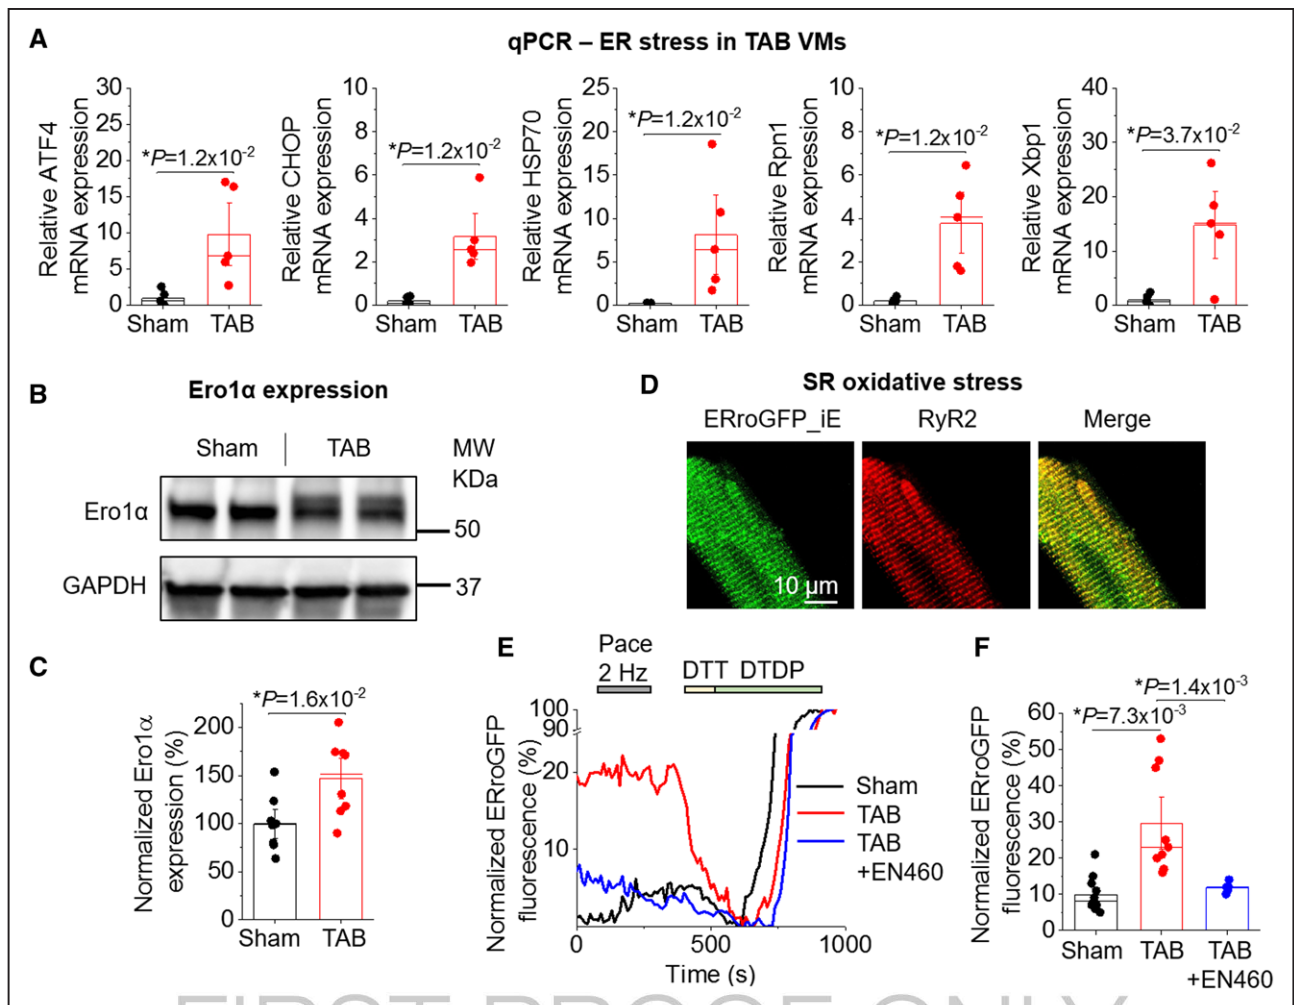 A
qPCR – ER stress in TAB VMs
Relative ATF4
mRNA expression
30
25
20
15
10
5
0
*P=1.2x10-2
Sham
TAB
Relative CHOP
mRNA expression
10
8
6
4
2
0
*P=1.2x10-2
Sham
TAB
Relative HSP70
mRNA expression
25
20
15
10
5
0
*P=1.2x10-2
Sham
TAB
Relative Rpn1
mRNA expression
10
8
6
4
2
0
*P=1.2x10-2
Sham
TAB
Relative Xbp1
mRNA expression
40
30
20
10
0
*P=3.7x10-2
Sham
TAB
B
Ero1α expression
Sham
TAB
MW
KDa
Ero1α
50
GAPDH
37
C
Normalized Ero1α
expression (%)
200
150
100
50
0
*P=1.6x10-2
Sham
TAB
D
SR oxidative stress
ERroGFP_iE
RyR2
Merge
10 µm
E
Pace
2 Hz
DTT
DTDP
Normalized ERroGFP
fluorescence (%)
100
90
20
10
0
500
1000
Time (s)
Sham
TAB
TAB
+EN460
F
Normalized ERroGFP
fluorescence (%)
60
50
40
30
20
10
0
*P=1.4x10-3
*P=7.3x10-3
Sham
TAB
TAB
+EN460
FIRST PROOF ONLY